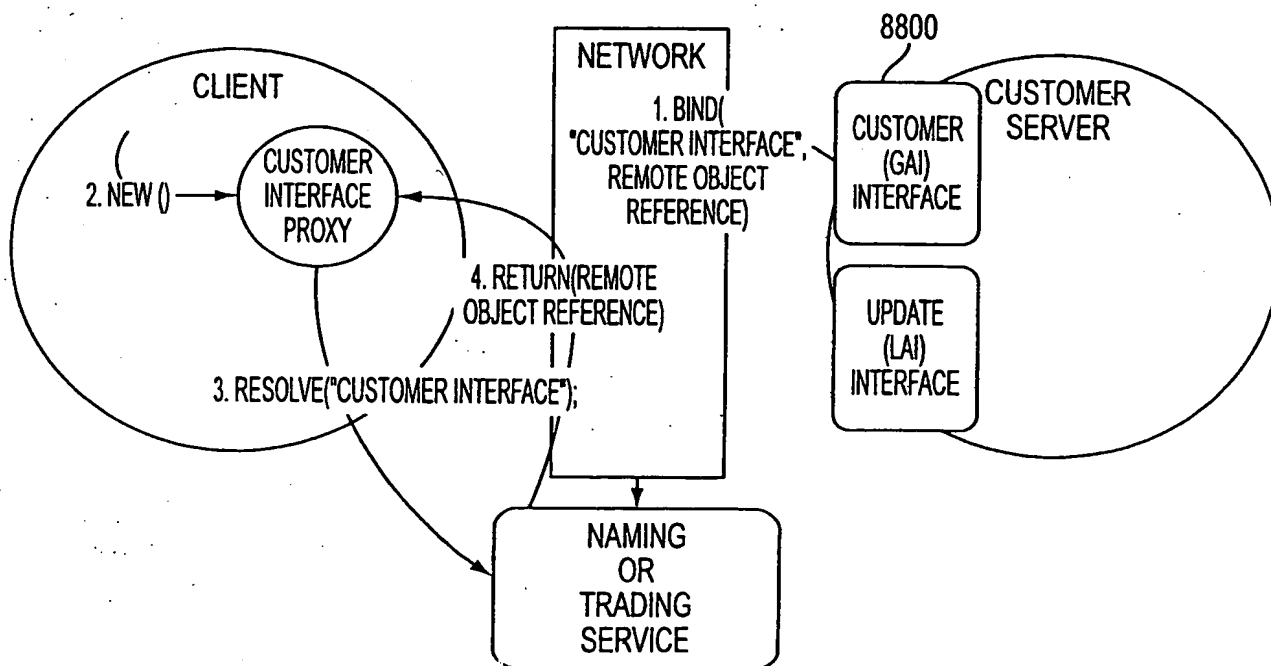 8800
NETWORK
CLIENT
CUSTOMER
SERVER
1. BIND(
"CUSTOMER INTERFACE",
REMOTE OBJECT
REFERENCE)
CUSTOMER
(GAI)
INTERFACE
2. NEW ()
CUSTOMER
INTERFACE
PROXY
4. RETURN(REMOTE
OBJECT REFERENCE)
UPDATE
(LAI)
INTERFACE
3. RESOLVE("CUSTOMER INTERFACE");
NAMING
OR
TRADING
SERVICE